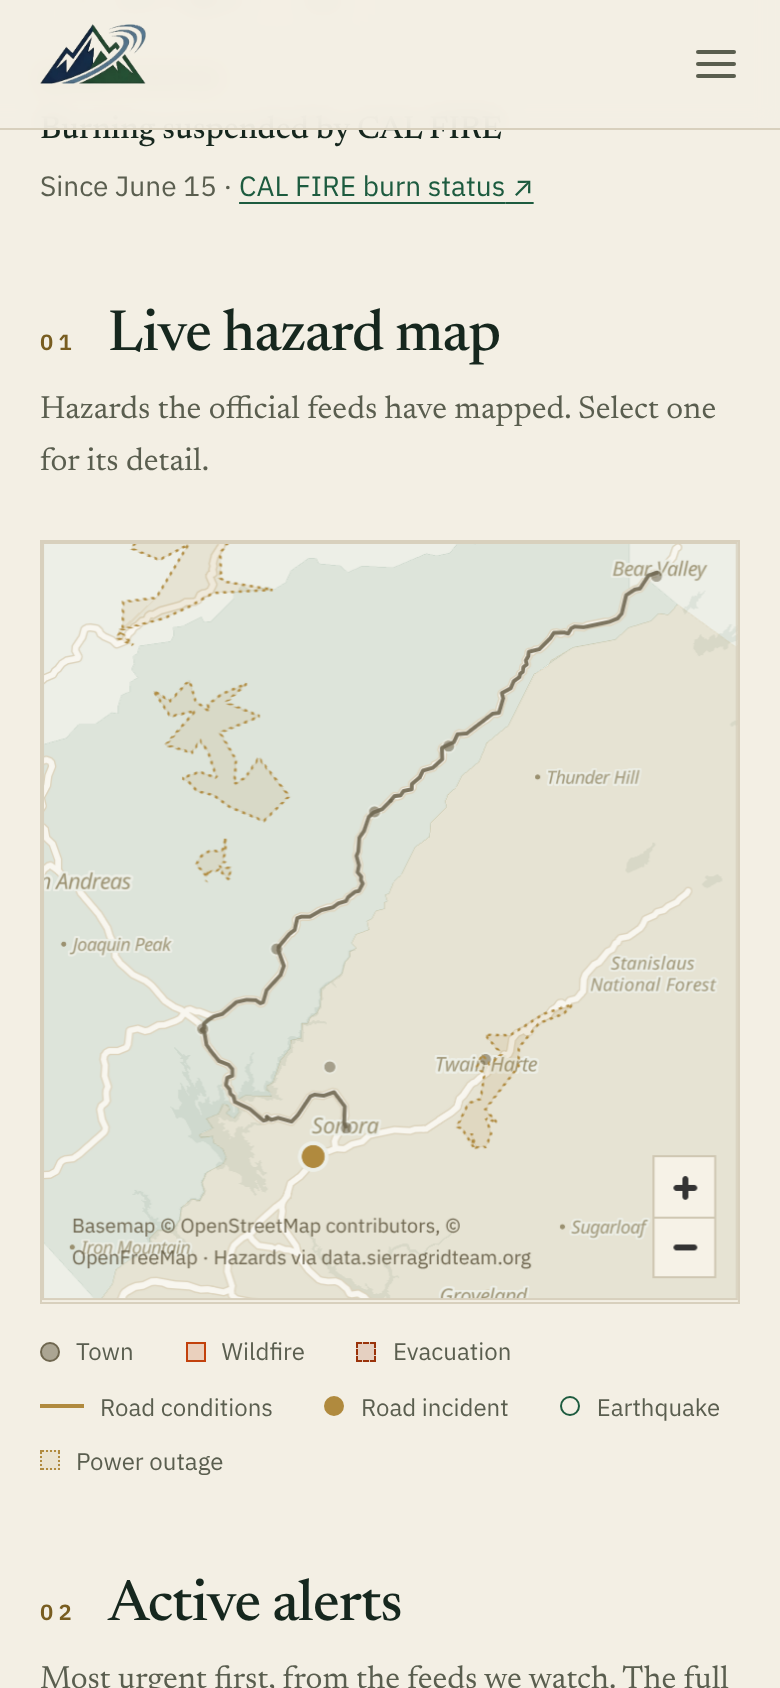 Burning suspended by CAL FIRE
Since June 15 · CAL FIRE burn status ↗
01 Live hazard map
Hazards the official feeds have mapped. Select one
for its detail.
Bear Valley
• Thunder Hill
n Andreas
• Joaquin Peak
Stanislaus
National Forest
Twain Harte
Sonora
Basemap © OpenStreetMap contributors, ©
• Sugarloaf
• Iron Mountain
OpenFreeMap · Hazards via data.sierragridteam.org
Groveland
+
−
Town
Wildfire
Evacuation
Road conditions
Road incident
Earthquake
Power outage
02 Active alerts
Most urgent first, from the feeds we watch. The full